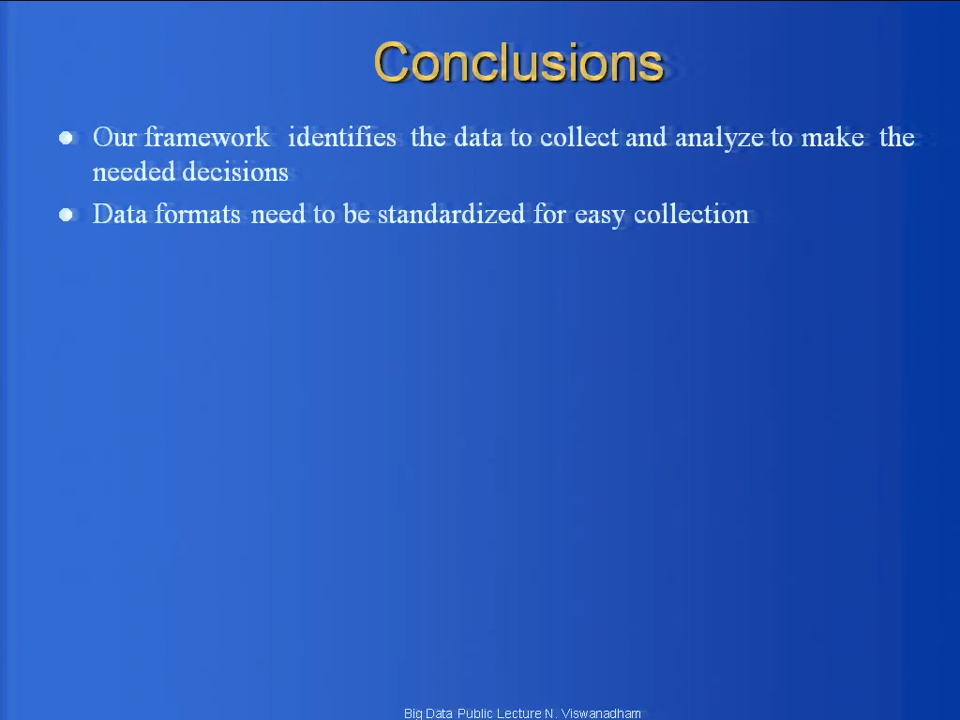 Conclusions
Our framework identifies the data to collect and analyze to make the
needed decisions
Data formats need to be standardized for easy collection
Big Data Public Lecture N. Viswanadham